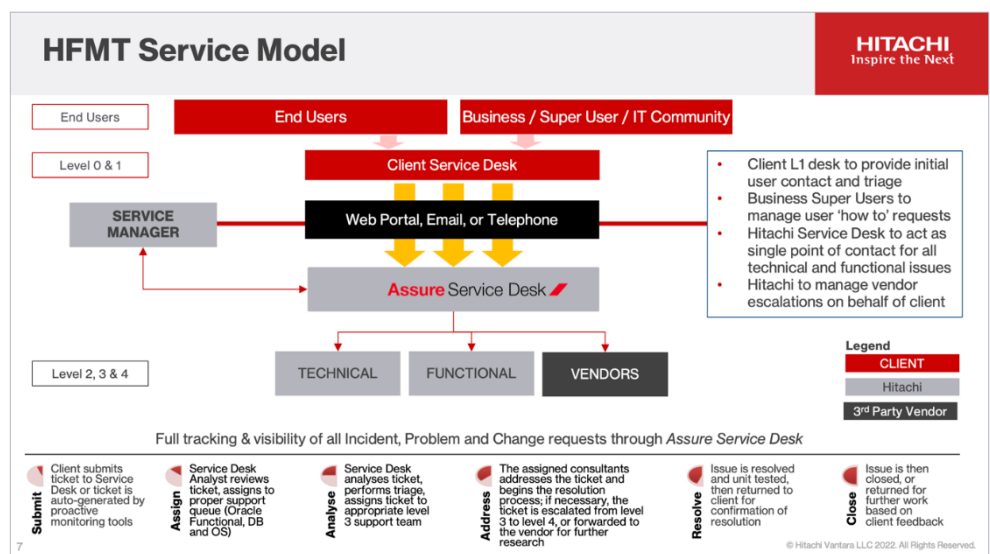 HFMT Service Model
HITACHI
Inspire the Next
End Users
End Users
Business / Super User / IT Community
Level 0 & 1
Client Service Desk
SERVICE
MANAGER
Web Portal, Email, or Telephone
Assure Service Desk
• Client L1 desk to provide initial
user contact and triage
• Business Super Users to
manage user ‘how to’ requests
• Hitachi Service Desk to act as
single point of contact for all
technical and functional issues
• Hitachi to manage vendor
escalations on behalf of client
Level 2, 3 & 4
TECHNICAL
FUNCTIONAL
VENDORS
Legend
CLIENT
Hitachi
3rd Party Vendor
Full tracking & visibility of all Incident, Problem and Change requests through Assure Service Desk
Submit
Client submits
ticket to Service
Desk or ticket is
auto-generated by
proactive
monitoring tools
Assign
Service Desk
Analyst reviews
ticket, assigns to
proper support
queue (Oracle
Functional, DB
and OS)
Analyse
Service Desk
analyses ticket,
performs triage,
assigns ticket to
appropriate level
3 support team
Address
The assigned consultants
addresses the ticket and
begins the resolution
process; if necessary, the
ticket is escalated from level
3 to level 4, or forwarded to
the vendor for further
research
Resolve
Issue is resolved
and unit tested,
then returned to
client for
confirmation of
resolution
Close
Issue is then
closed, or
returned for
further work
based on
client feedback
7
© Hitachi Vantara LLC 2022. All Rights Reserved.